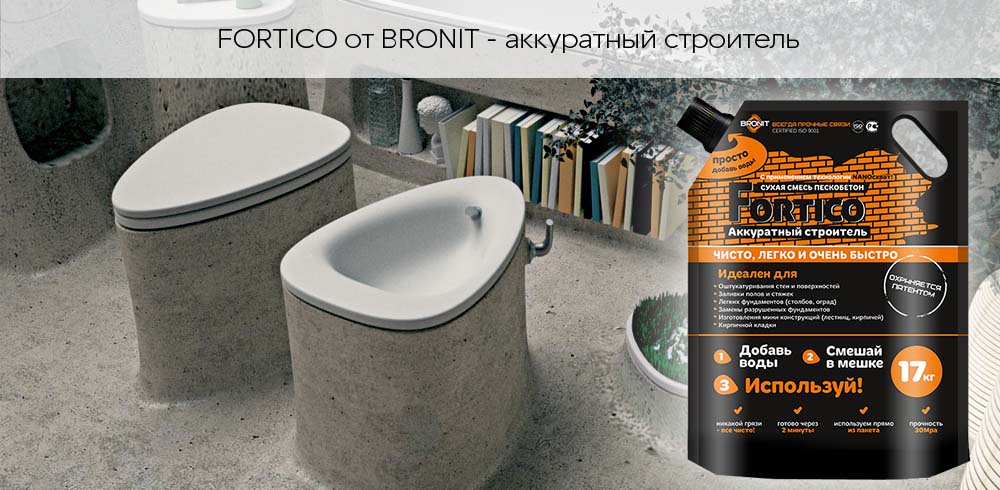 FORTICO от BRONIT - аккуратный строитель
BRONIT
ВСЕГДА ПРОЧНЫЕ СВЯЗИ
CERTIFIED ISO 9001
ISO
просто
добавь воды
С применением технологии NANOсхват!
СУХАЯ СМЕСЬ ПЕСКОБЕТОН
FORTICO
Аккуратный строитель
ЧИСТО, ЛЕГКО И ОЧЕНЬ БЫСТРО
Идеален для
• Оштукатуривания стен и поверхностей
• Заливки полов и стяжек
• Легких фундаментов (столбов, оград)
• Замены разрушенных фундаментов
• Изготовления мини конструкций (лестниц, кирпичей)
• Кирпичной кладки
ОХРАНЯЕТСЯ
ПАТЕНТОМ
1 Добавь воды
2 Смешай в мешке
3 Используй!
17кг
никакой грязи
- все чисто!
готово через
2 минуты
используем прямо
из пакета
прочность
30Mpa